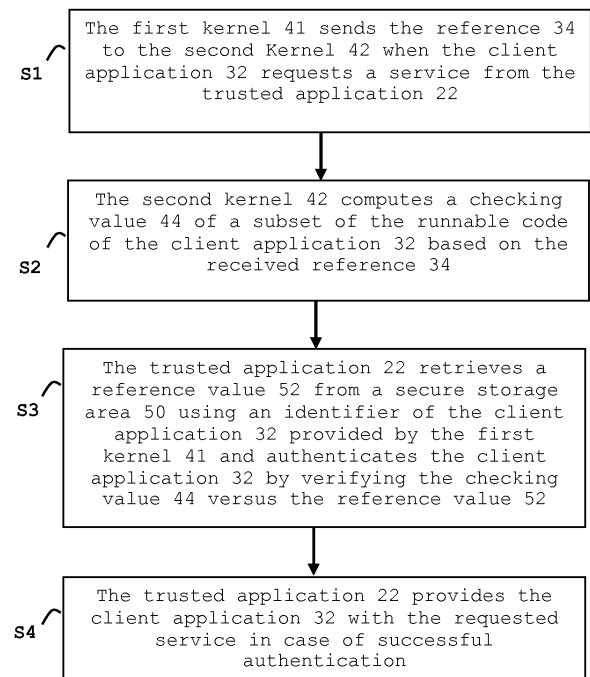 The first kernel 41 sends the reference 34
to the second Kernel 42 when the client
application 32 requests a service from the
trusted application 22
S1
The second kernel 42 computes a checking
value 44 of a subset of the runnable code
of the client application 32 based on the
received reference 34
S2
The trusted application 22 retrieves a
reference value 52 from a secure storage
area 50 using an identifier of the client
application 32 provided by the first
kernel 41 and authenticates the client
application 32 by verifying the checking
value 44 versus the reference value 52
S3
The trusted application 22 provides the
client application 32 with the requested
service in case of successful
authentication
S4